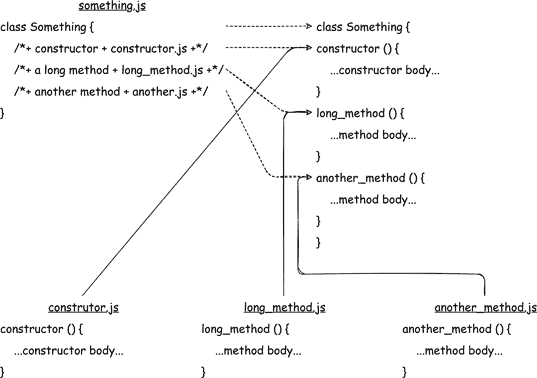 something.js
class Something {
/*+ constructor + constructor.js +*/
/*+ a long method + long_method.js +*/
/*+ another method + another.js +*/
}
class Something {
constructor () {
...constructor body...
}
long_method () {
...method body...
}
another_method () {
...method body...
}
}
construtor.js
constructor () {
...constructor body...
}
long_method.js
long_method () {
...method body...
}
another_method.js
another_method () {
...method body...
}